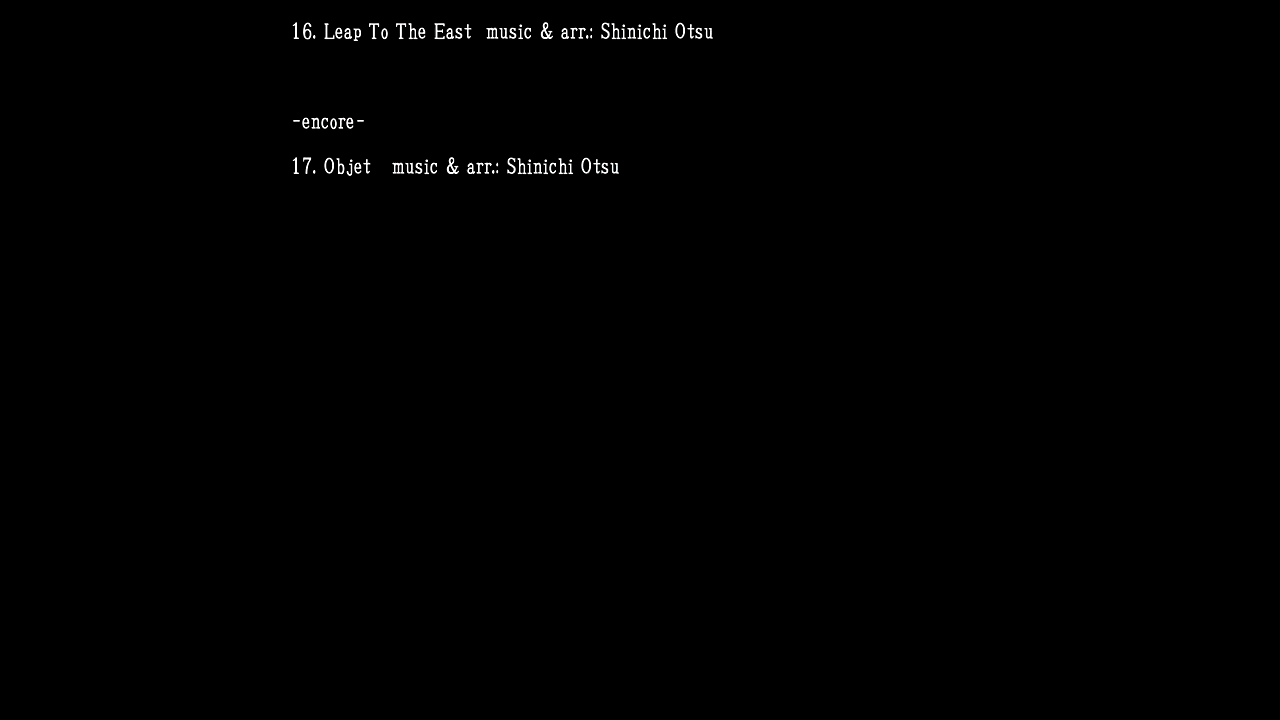 16. Leap To The East  music & arr.: Shinichi Otsu
-encore-
17. Objet   music & arr.: Shinichi Otsu